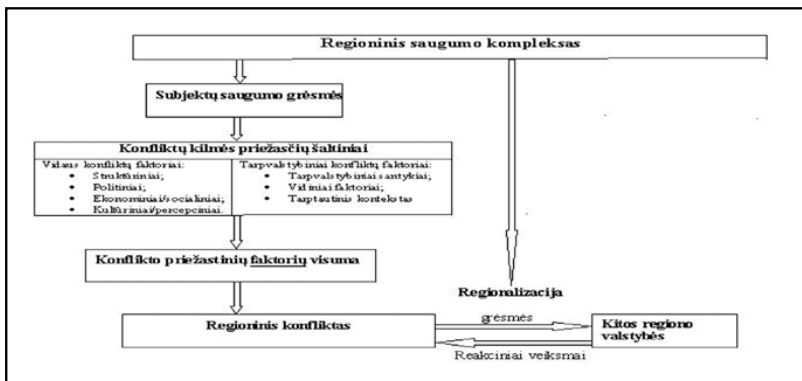 Regioninis saugumo kompleksas
Subjektų saugumo grėsmės
Konfliktų kilmės priežasčių šaltiniai
Vidaus konfliktų faktoriai:
• Struktūriniai;
• Politiniai;
• Ekonominiai/socialiniai;
• Kultūriniai/percepciniai.
Tarpvalstybiniai konfliktų faktoriai:
• Tarpvalstybiniai santykiai;
• Vidiniai faktoriai;
• Tarptautinis kontekstas
Konflikto priežastinių faktorių visuma
Regionalizacija
Regioninis konfliktas
grėsmės
Kitos regiono
valstybės
Reakciniai veiksmai